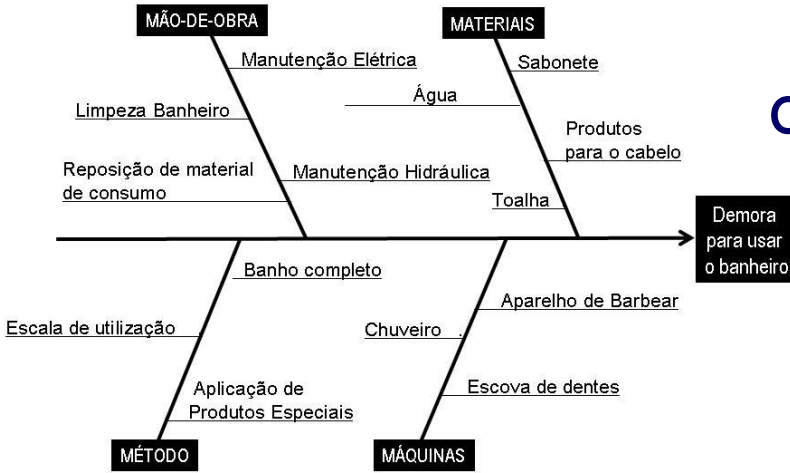 MÃO-DE-OBRA
Manutenção Elétrica
Limpeza Banheiro
Reposição de material
de consumo
Manutenção Hidráulica
MATERIAIS
Sabonete
Água
Produtos
para o cabelo
Toalha
Demora
para usar
o banheiro
Banho completo
Escala de utilização
Aplicação de
Produtos Especiais
MÉTODO
Aparelho de Barbear
Chuveiro
Escova de dentes
MÁQUINAS